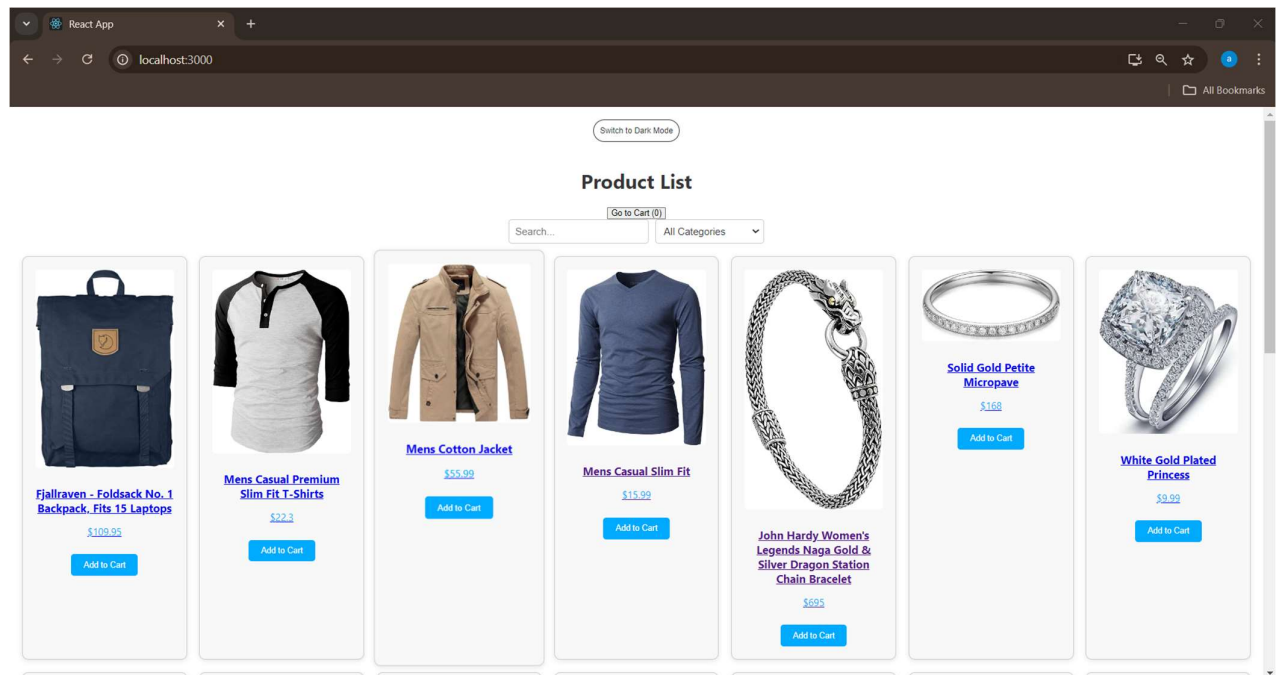 React App
localhost:3000
a
All Bookmarks
Switch to Dark Mode
Product List
Go to Cart (0)
Search...
All Categories
Fjallraven - Foldsack No. 1
Backpack, Fits 15 Laptops
$109.95
Add to Cart
Mens Casual Premium
Slim Fit T-Shirts
$22.3
Add to Cart
Mens Cotton Jacket
$55.99
Add to Cart
Mens Casual Slim Fit
$15.99
Add to Cart
John Hardy Women's
Legends Naga Gold &
Silver Dragon Station
Chain Bracelet
$695
Add to Cart
Solid Gold Petite
Micropave
$168
Add to Cart
White Gold Plated
Princess
$9.99
Add to Cart